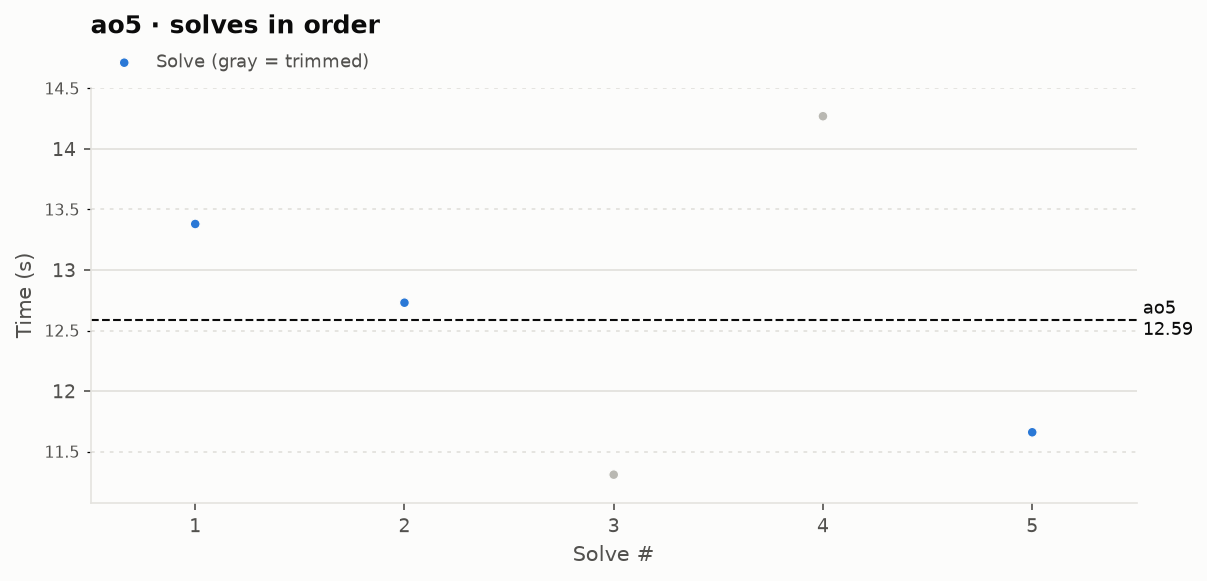 ao5 · solves in order
Solve (gray = trimmed)
14.5
14
13.5
13
12.5
12
11.5
Time (s)
ao5
12.59
1 2 3 4 5
Solve #